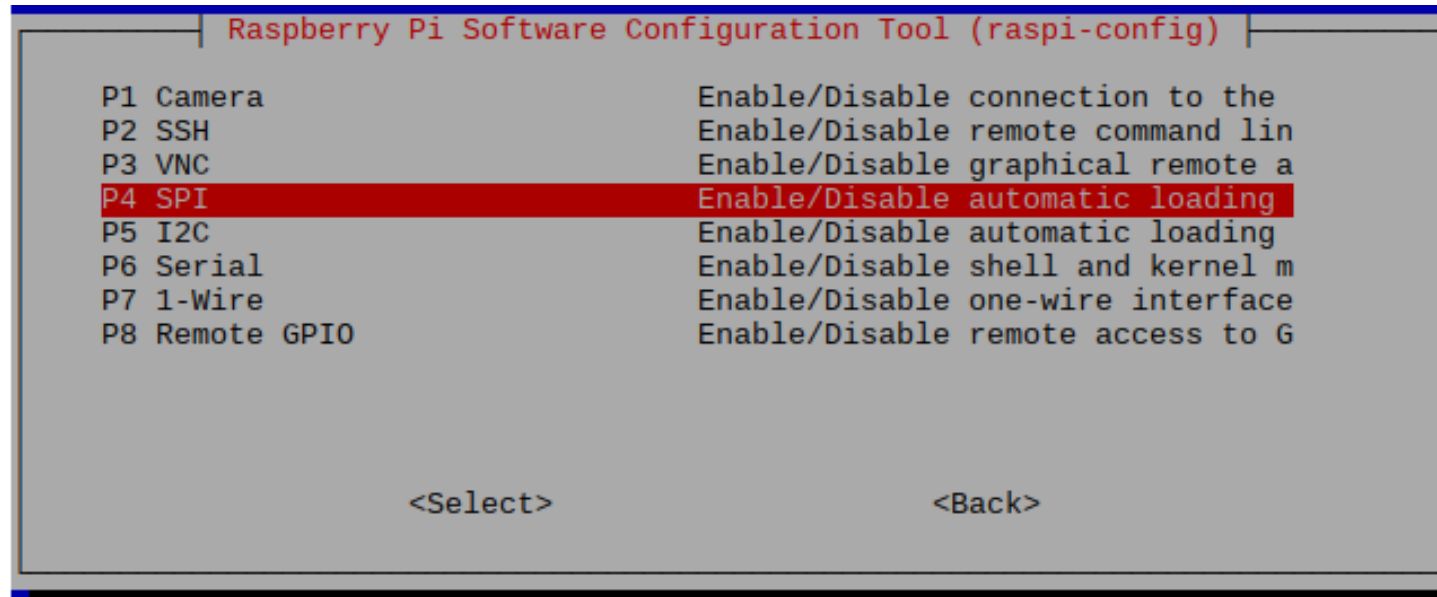 Raspberry Pi Software Configuration Tool (raspi-config)
P1 Camera Enable/Disable connection to the
P2 SSH Enable/Disable remote command lin
P3 VNC Enable/Disable graphical remote a
P4 SPI Enable/Disable automatic loading
P5 I2C Enable/Disable automatic loading
P6 Serial Enable/Disable shell and kernel m
P7 1-Wire Enable/Disable one-wire interface
P8 Remote GPIO Enable/Disable remote access to G
<Select> <Back>